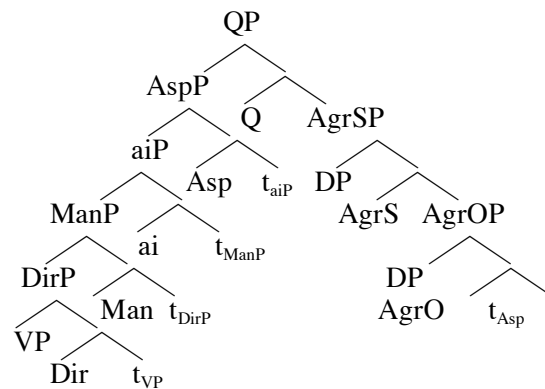 QP
AspP
Q AgrSP
aiP
Asp t_aiP DP
ManP AgrS AgrOP
ai t_ManP
DirP DP
Man t_DirP AgrO t_Asp
VP
Dir t_VP